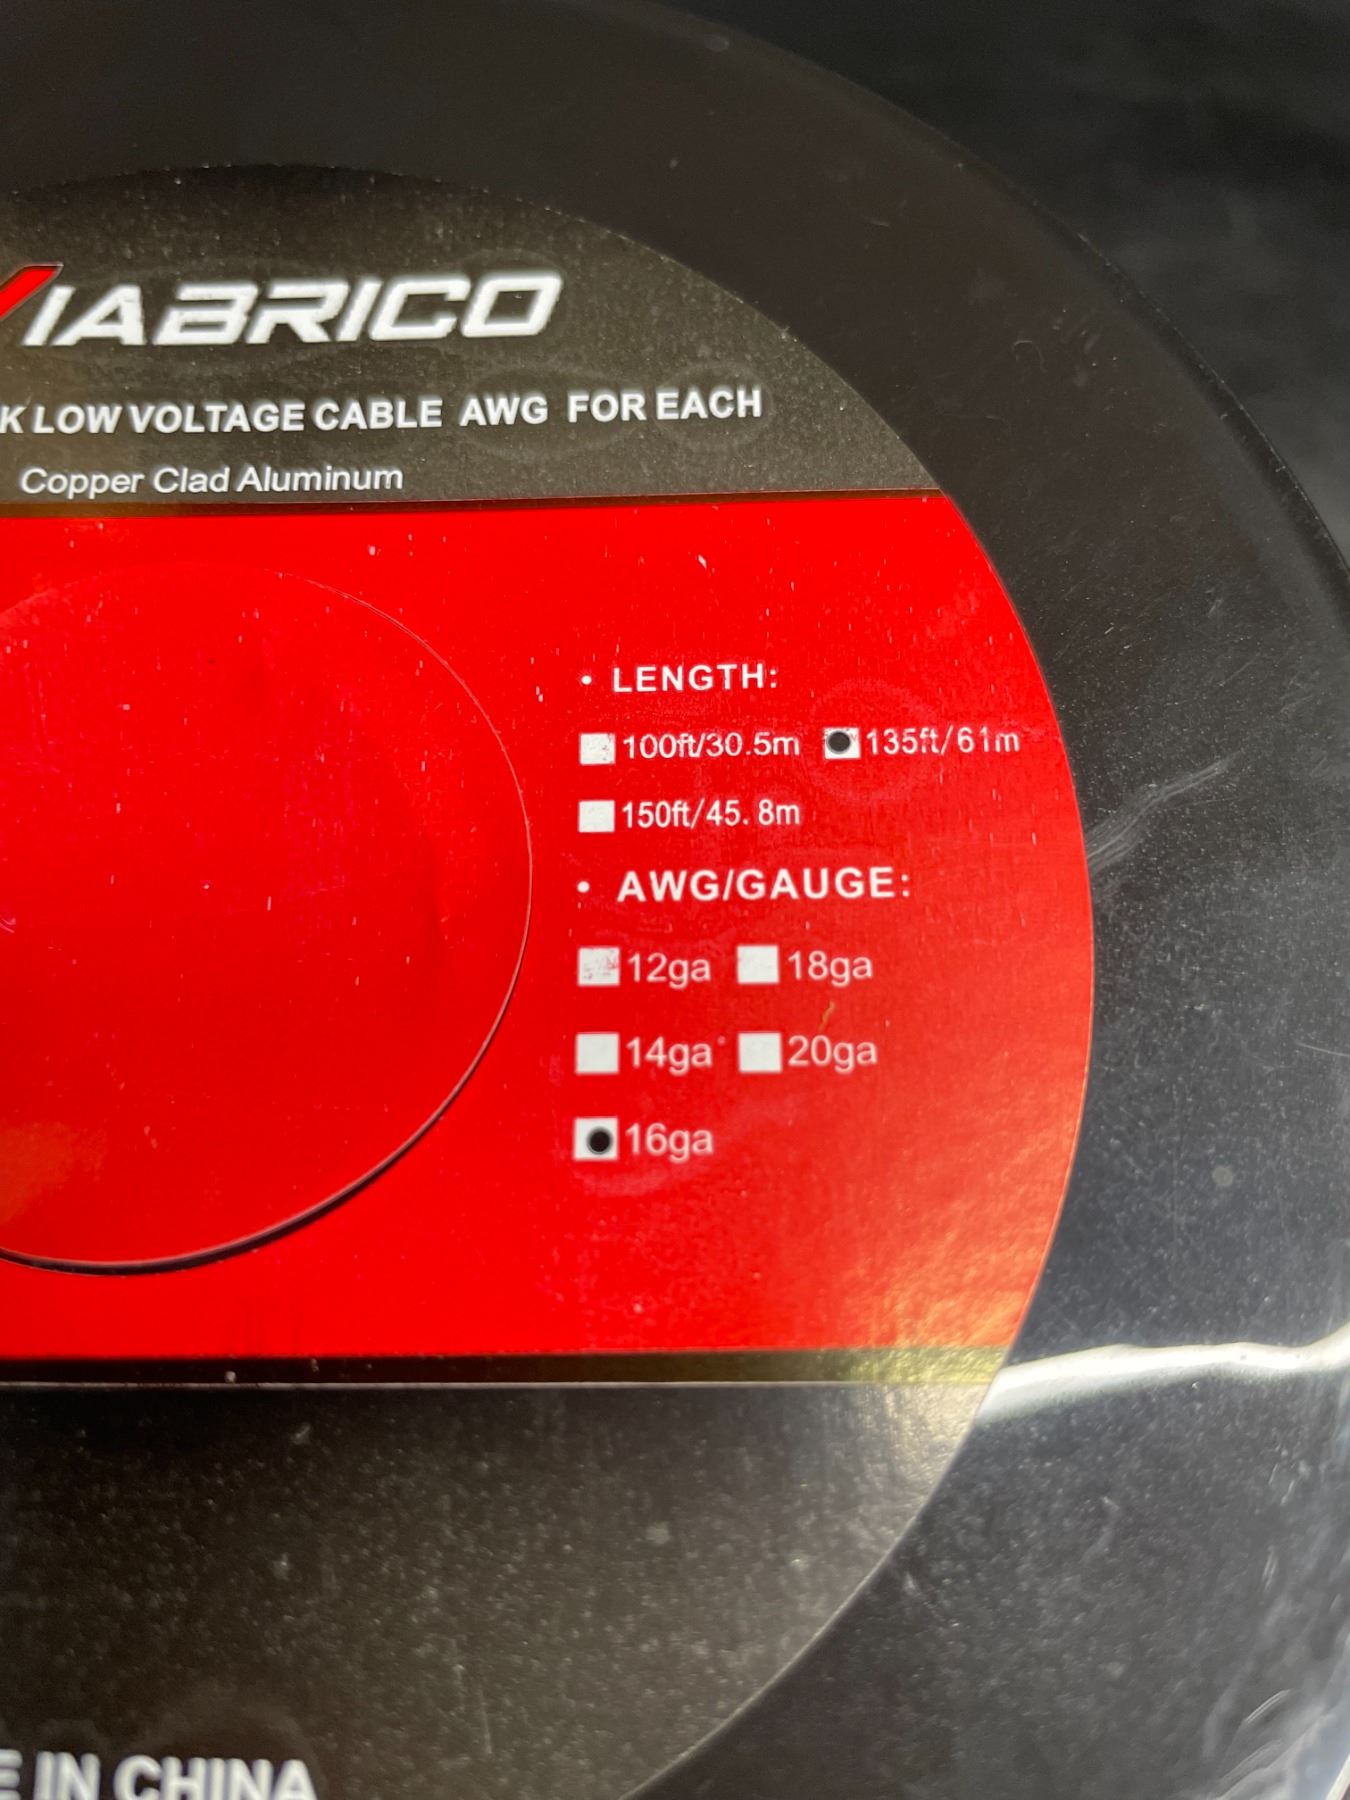 VIABRICO
K LOW VOLTAGE CABLE AWG FOR EACH
Copper Clad Aluminum
• LENGTH:
100ft/30.5m 135ft/61m
150ft/45.8m
• AWG/GAUGE:
12ga 18ga
14ga 20ga
16ga
E IN CHINA